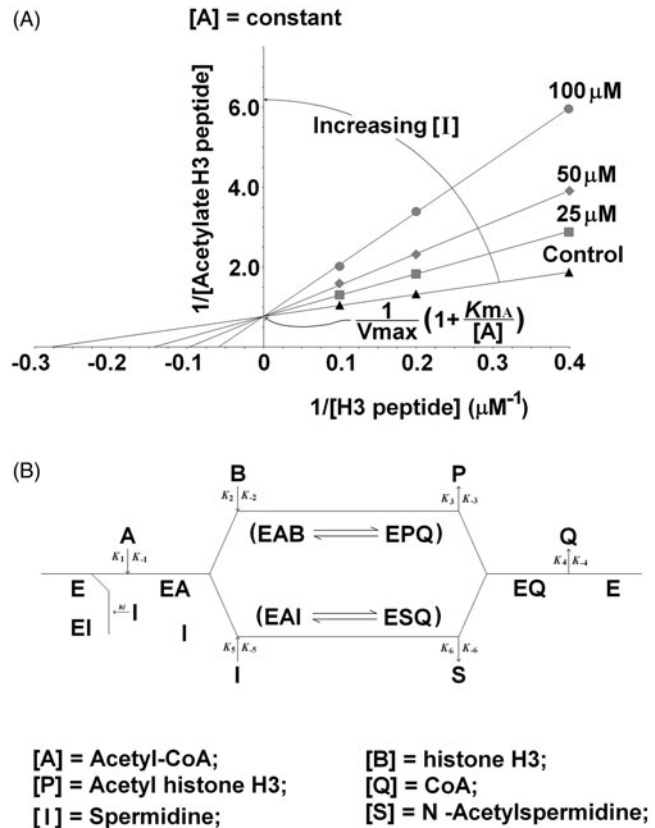 (A)
[A] = constant
1/[Acetylate H3 peptide]
6.0
4.0
2.0
Increasing [I]
100 μM
50 μM
25 μM
Control
1/Vmax (1+ KmA/[A])
-0.3 -0.2 -0.1 0 0.1 0.2 0.3 0.4
1/[H3 peptide] (μM⁻¹)
(B)
B P
K2 K-2 K3 K-3
A Q
K1 K-1 K4 K-4
(EAB EPQ)
E EA EQ E
EI I I
(EAI ESQ)
K5 K-5 K6 K-6
I S
[A] = Acetyl-CoA; [B] = histone H3;
[P] = Acetyl histone H3; [Q] = CoA;
[I] = Spermidine; [S] = N -Acetylspermidine;